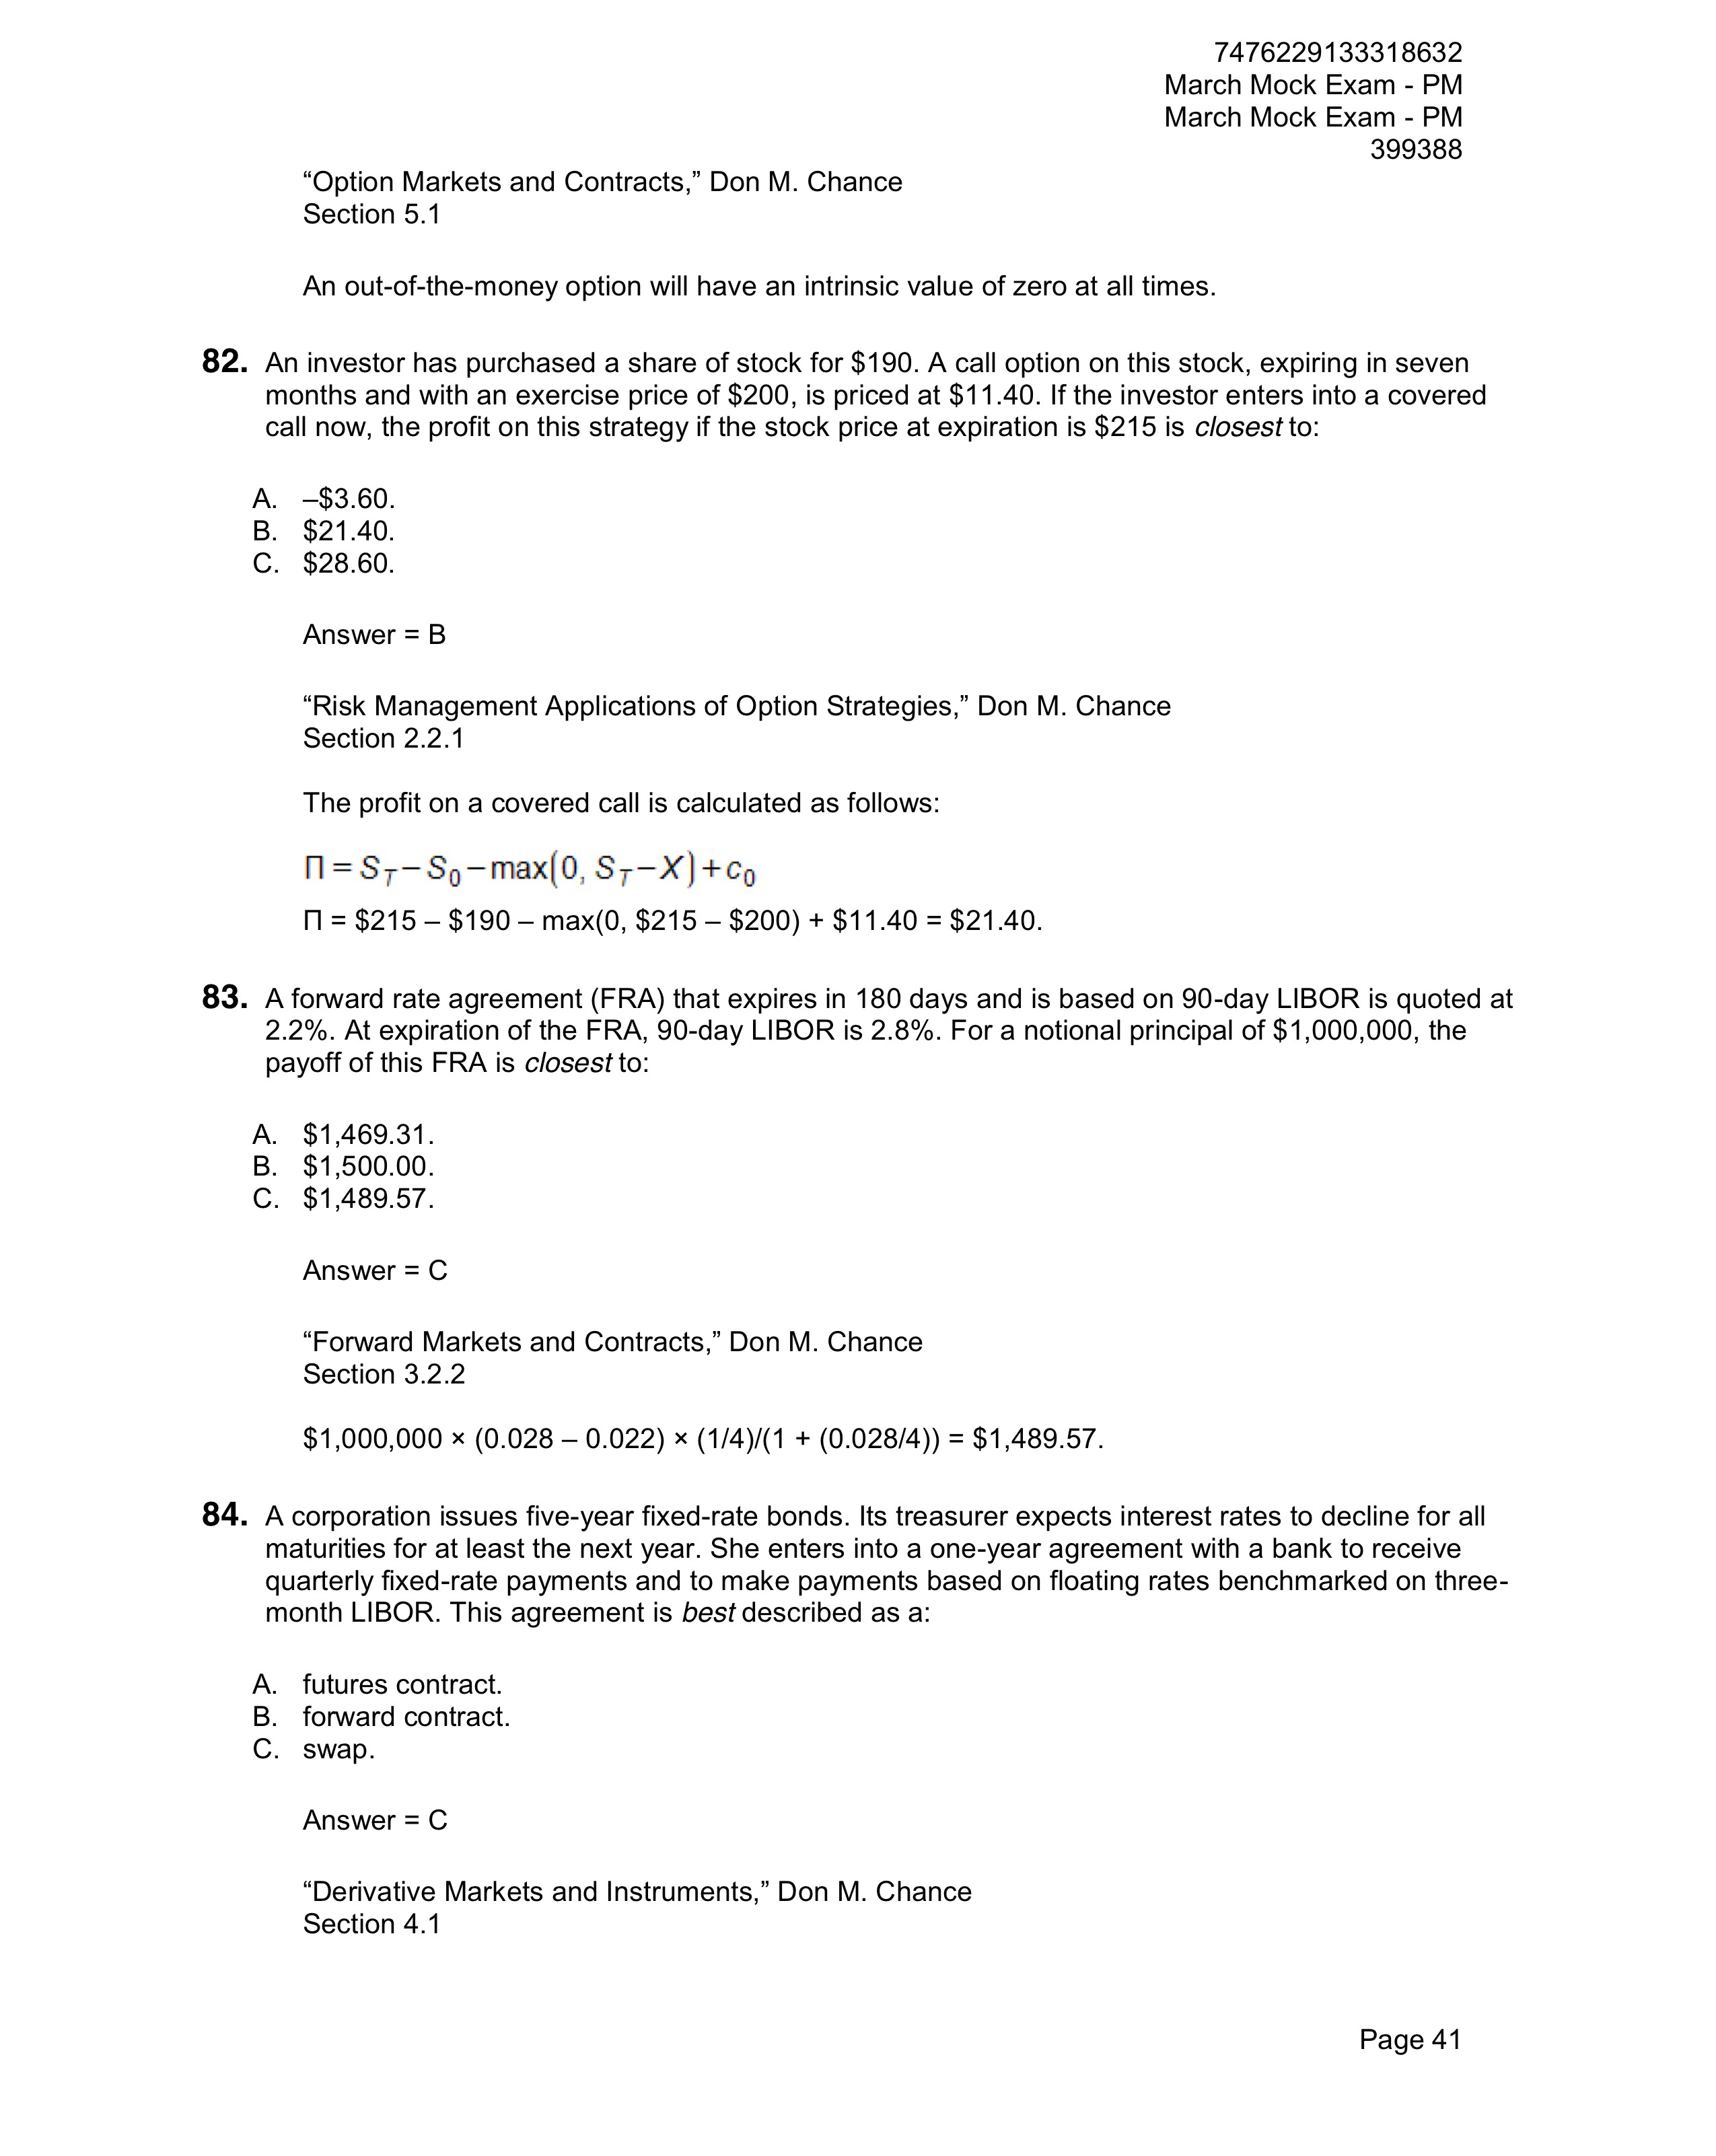 7476229133318632
March Mock Exam - PM
March Mock Exam - PM
399388
“Option Markets and Contracts,” Don M. Chance
Section 5.1
An out-of-the-money option will have an intrinsic value of zero at all times.
82. An investor has purchased a share of stock for $190. A call option on this stock, expiring in seven
months and with an exercise price of $200, is priced at $11.40. If the investor enters into a covered
call now, the profit on this strategy if the stock price at expiration is $215 is closest to:
A. –$3.60.
B. $21.40.
C. $28.60.
Answer = B
“Risk Management Applications of Option Strategies,” Don M. Chance
Section 2.2.1
The profit on a covered call is calculated as follows:
Π = S_T − S_0 − max(0, S_T − X) + c_0
Π = $215 – $190 – max(0, $215 – $200) + $11.40 = $21.40.
83. A forward rate agreement (FRA) that expires in 180 days and is based on 90-day LIBOR is quoted at
2.2%. At expiration of the FRA, 90-day LIBOR is 2.8%. For a notional principal of $1,000,000, the
payoff of this FRA is closest to:
A. $1,469.31.
B. $1,500.00.
C. $1,489.57.
Answer = C
“Forward Markets and Contracts,” Don M. Chance
Section 3.2.2
$1,000,000 × (0.028 – 0.022) × (1/4)/(1 + (0.028/4)) = $1,489.57.
84. A corporation issues five-year fixed-rate bonds. Its treasurer expects interest rates to decline for all
maturities for at least the next year. She enters into a one-year agreement with a bank to receive
quarterly fixed-rate payments and to make payments based on floating rates benchmarked on three-
month LIBOR. This agreement is best described as a:
A. futures contract.
B. forward contract.
C. swap.
Answer = C
“Derivative Markets and Instruments,” Don M. Chance
Section 4.1
Page 41